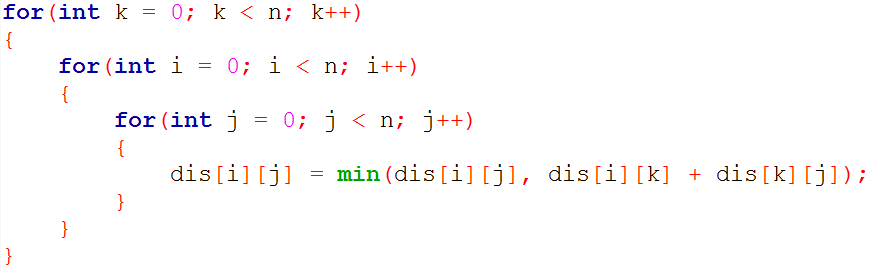 for(int k = 0; k < n; k++)
{
    for(int i = 0; i < n; i++)
    {
        for(int j = 0; j < n; j++)
        {
            dis[i][j] = min(dis[i][j], dis[i][k] + dis[k][j]);
        }
    }
}